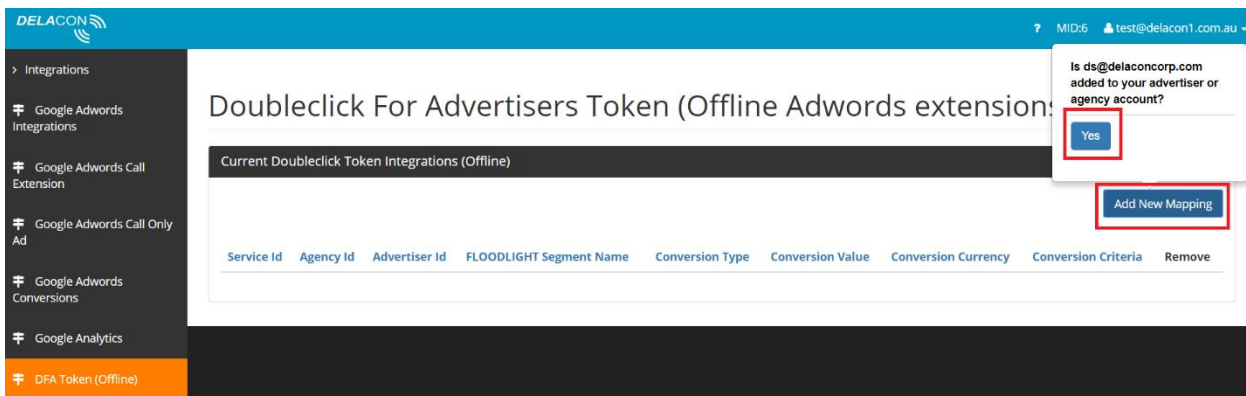 DELACON
? MID:6 test@delacon1.com.au
> Integrations
Google Adwords
Integrations
Google Adwords Call
Extension
Google Adwords Call Only
Ad
Google Adwords
Conversions
Google Analytics
DFA Token (Offline)
Doubleclick For Advertisers Token (Offline Adwords extensions
Is ds@delaconcorp.com
added to your advertiser or
agency account?
Yes
Current Doubleclick Token Integrations (Offline)
Add New Mapping
Service Id Agency Id Advertiser Id FLOODLIGHT Segment Name Conversion Type Conversion Value Conversion Currency Conversion Criteria Remove